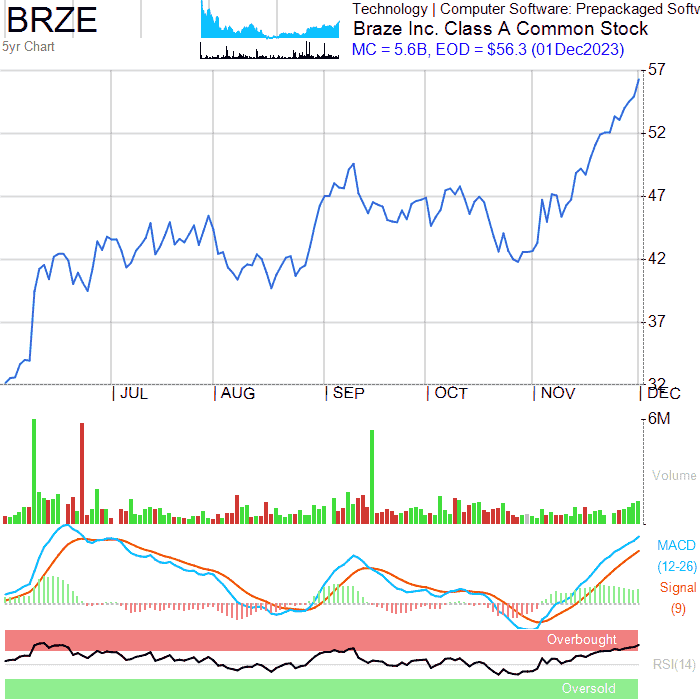 BRZE
5yr Chart
Technology | Computer Software: Prepackaged Softw
Braze Inc. Class A Common Stock
MC = 5.6B, EOD = $56.3 (01Dec2023)
57
52
47
42
37
32
| JUL
| AUG
| SEP
| OCT
| NOV
| DEC
6M
Volume
MACD
(12-26)
Signal
(9)
Overbought
RSI(14)
Oversold